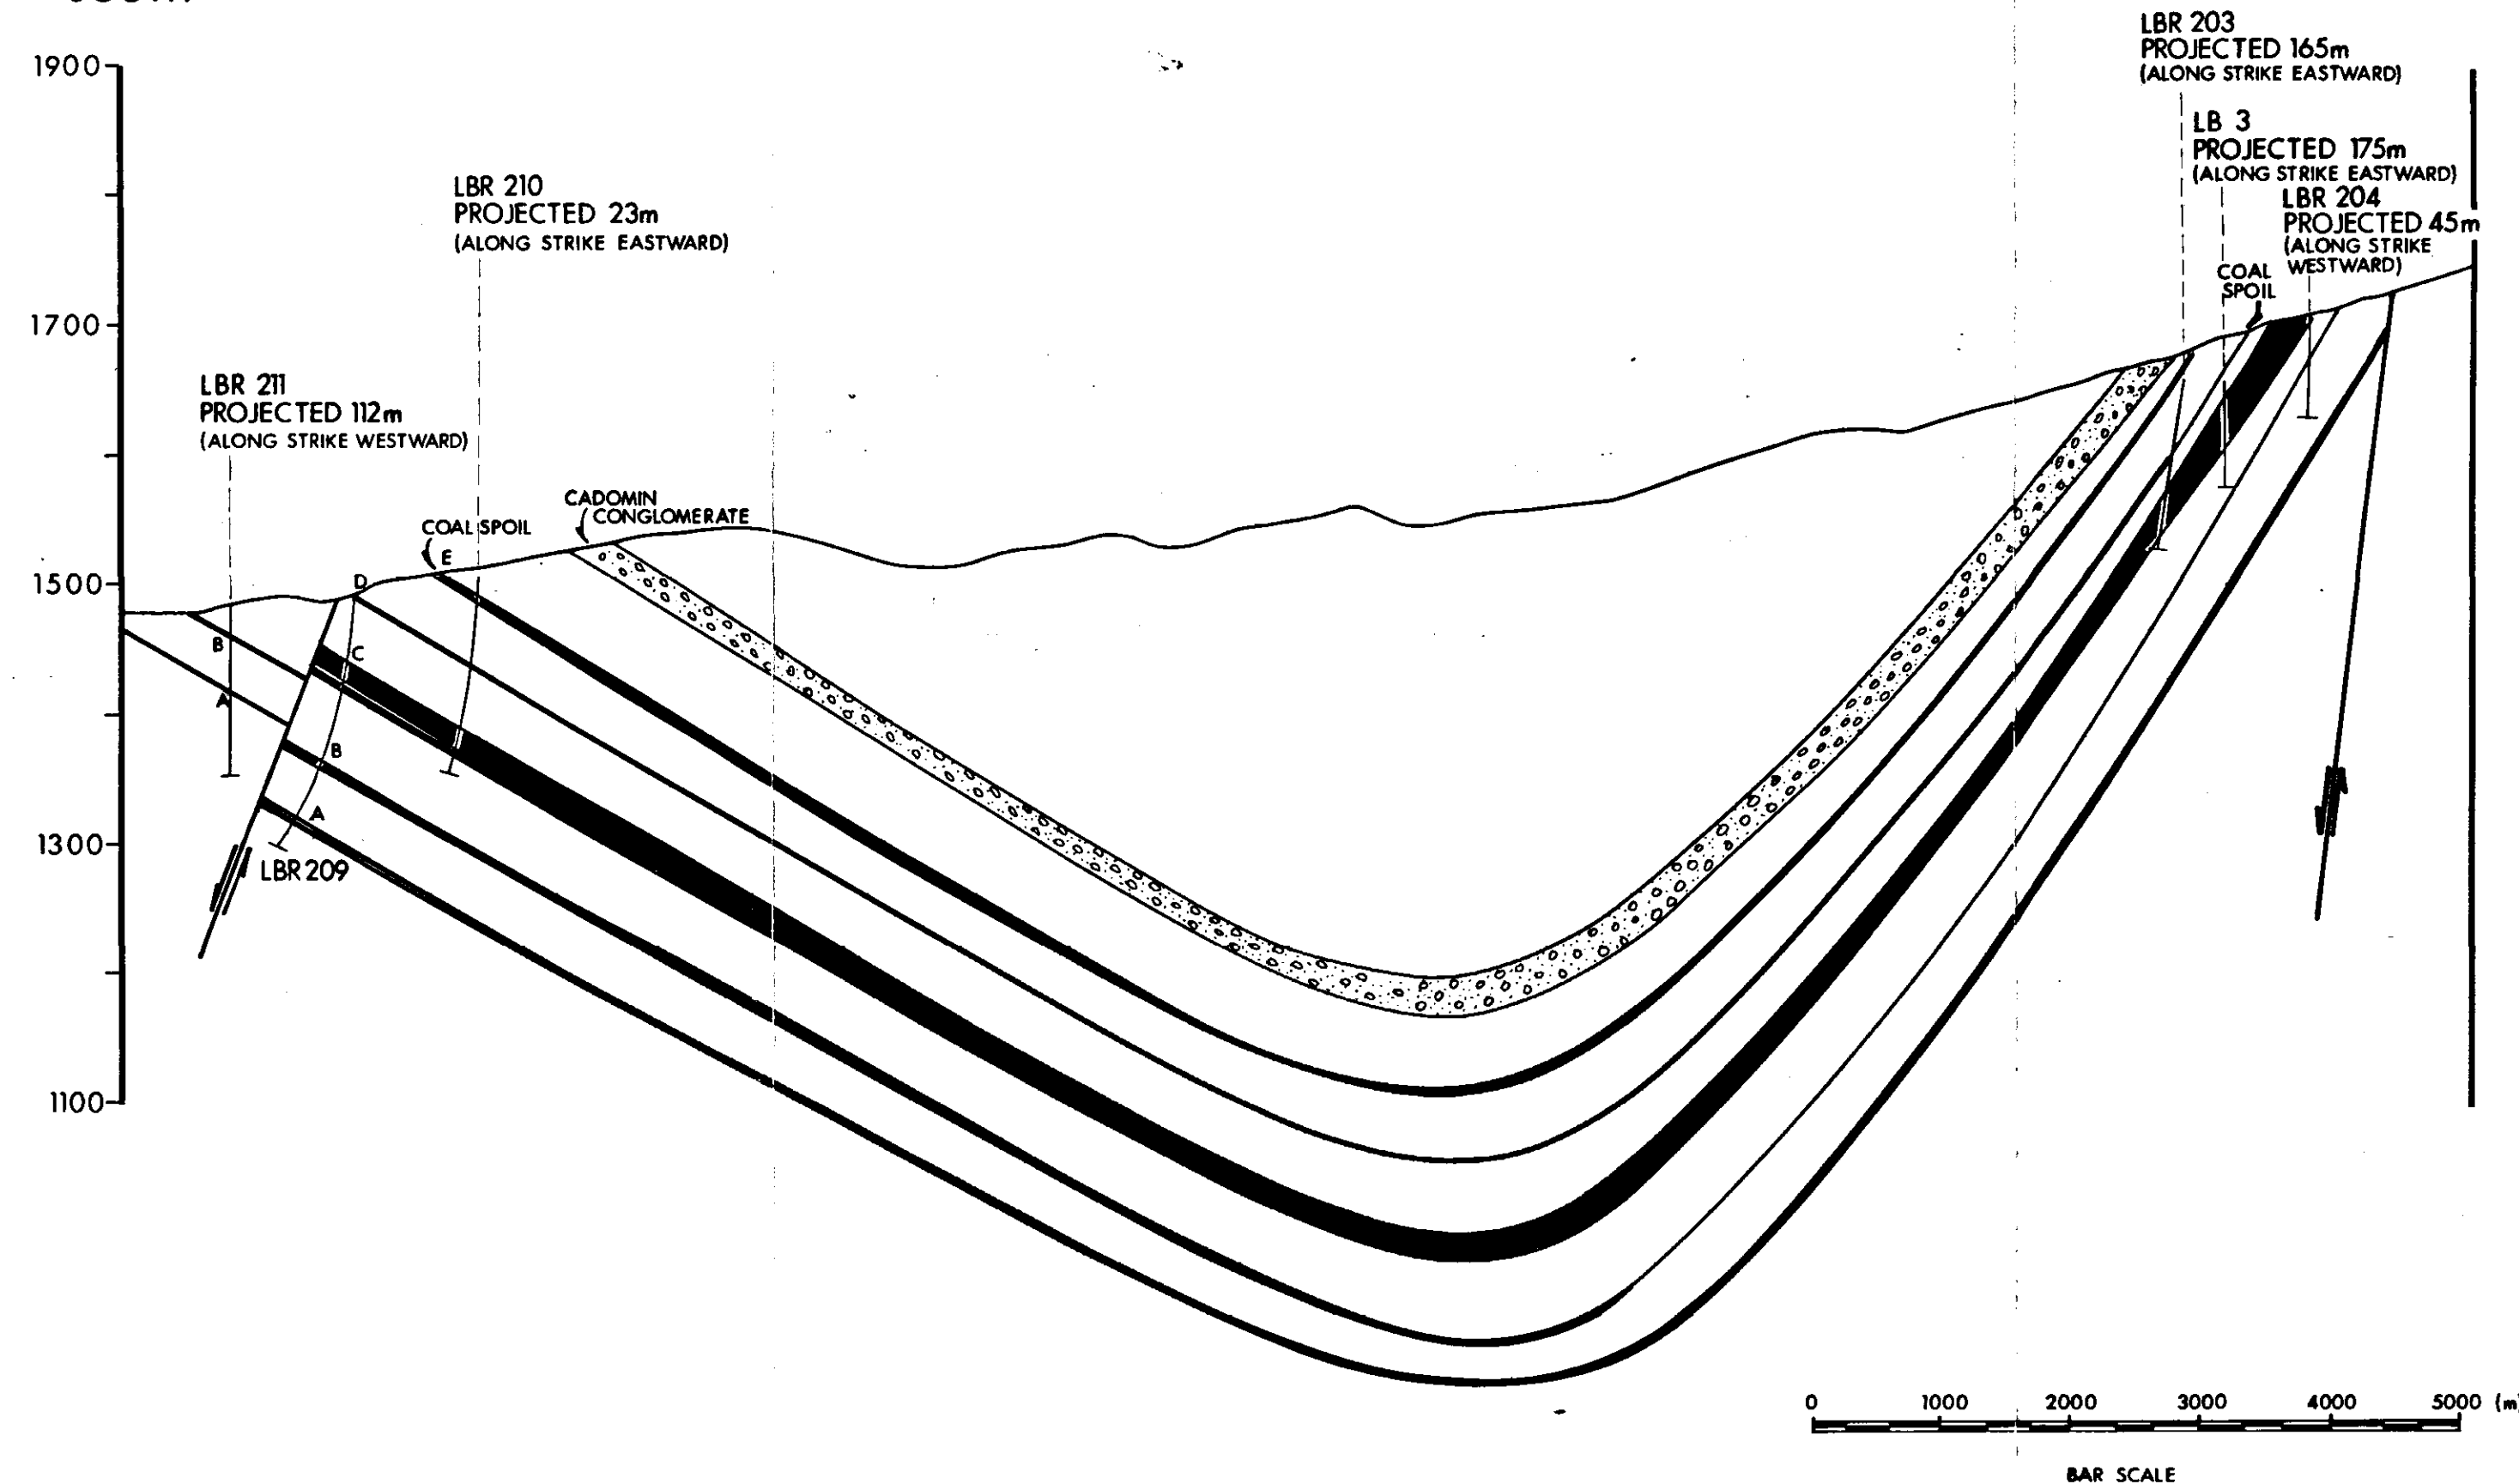 1900
1700
1500
1300
1100
LBR 211
PROJECTED 112m
(ALONG STRIKE WESTWARD)
LBR 210
PROJECTED 23m
(ALONG STRIKE EASTWARD)
COAL SPOIL
CADOMIN
CONGLOMERATE
E
D
B
C
A
B
A
LBR 209
LBR 203
PROJECTED 165m
(ALONG STRIKE EASTWARD)
LB 3
PROJECTED 175m
(ALONG STRIKE EASTWARD)
LBR 204
PROJECTED 45m
(ALONG STRIKE
WESTWARD)
COAL
SPOIL
0 1000 2000 3000 4000 5000 (m
BAR SCALE